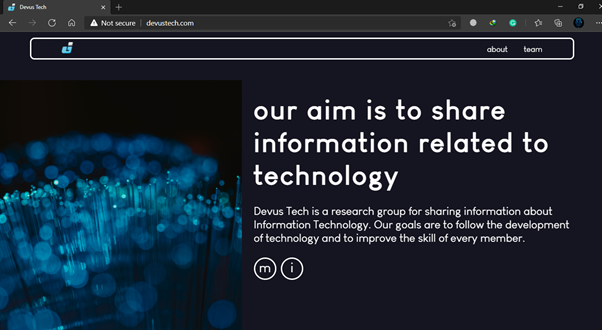 Devus Tech
Not secure | devustech.com
about team
our aim is to share
information related to
technology
Devus Tech is a research group for sharing information about
Information Technology. Our goals are to follow the development
of technology and to improve the skill of every member.
m i